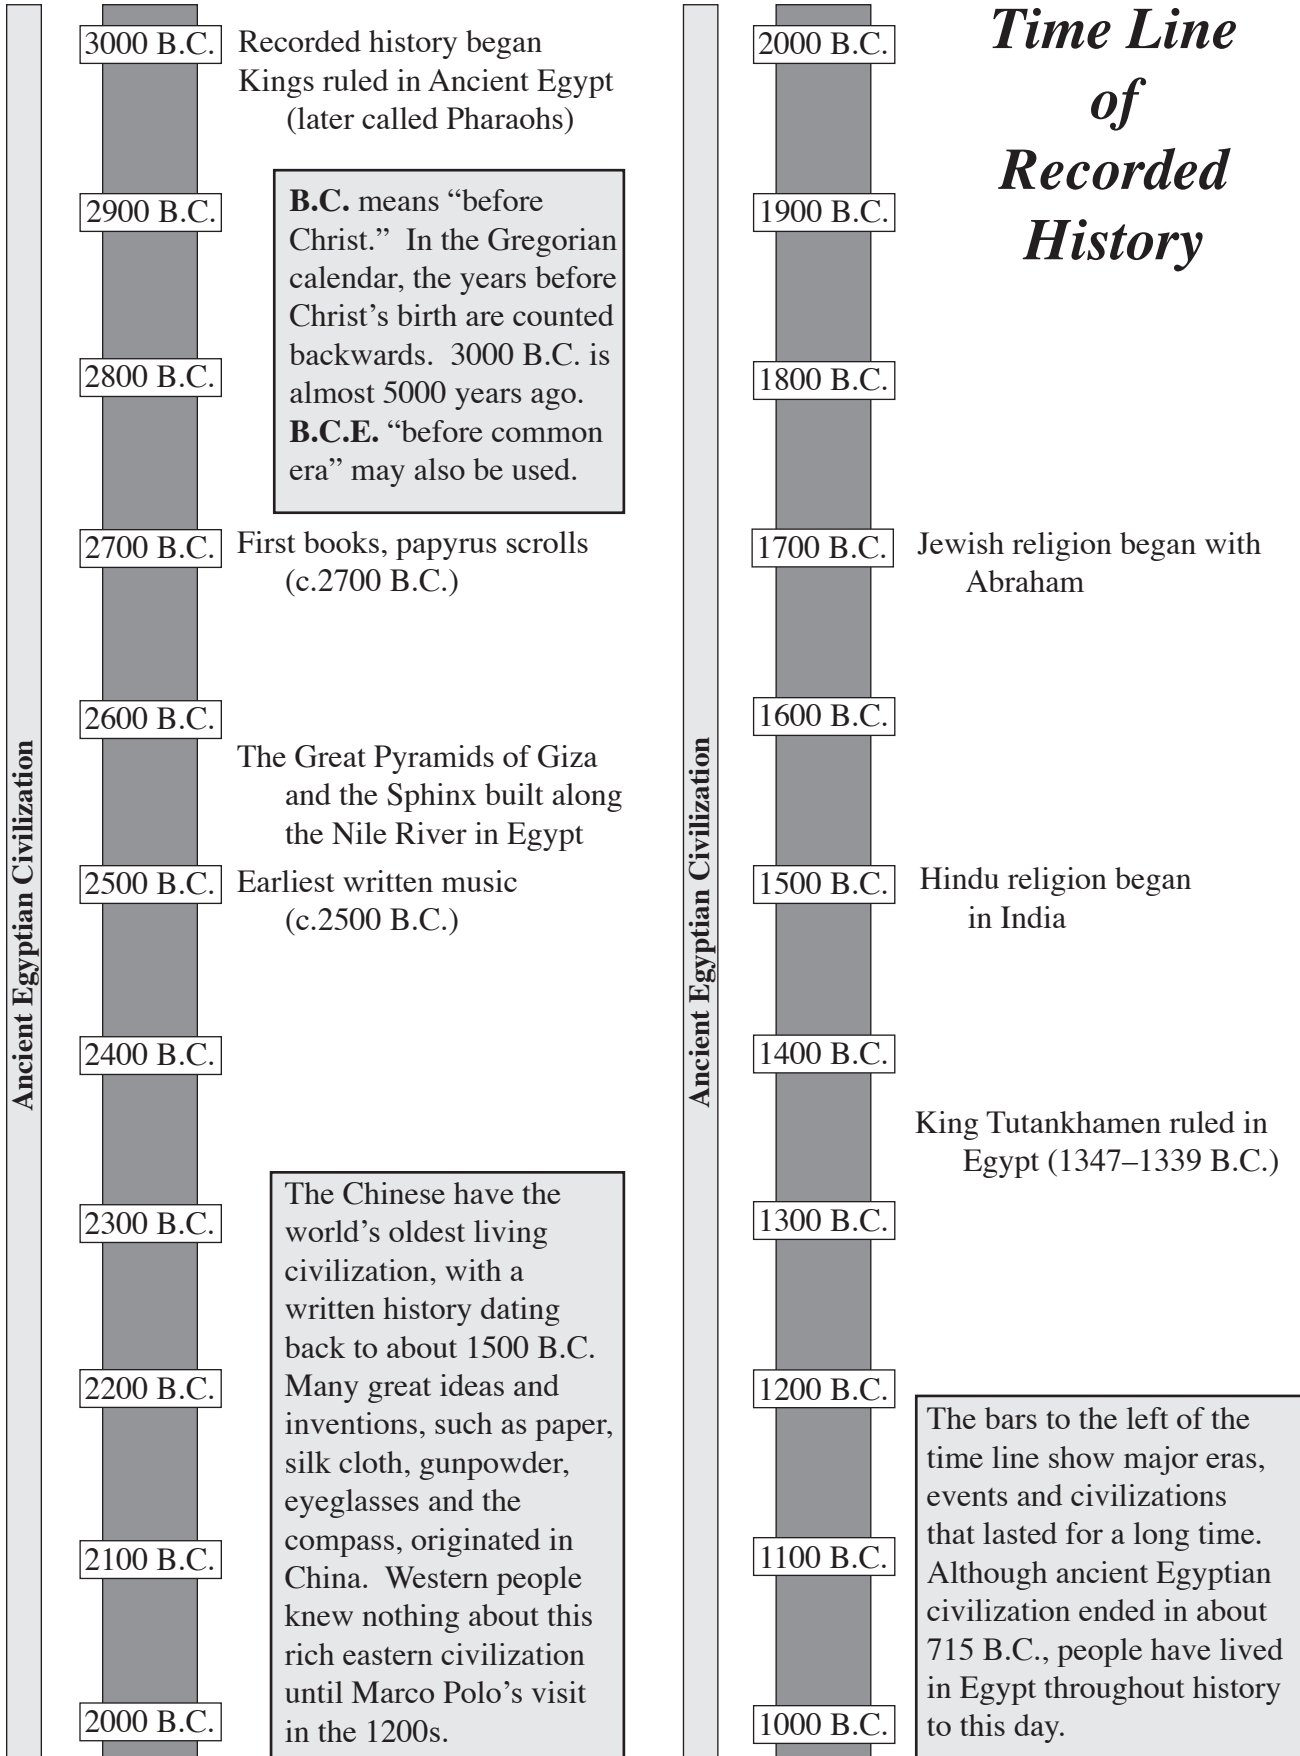 Time Line
of
Recorded
History
Ancient Egyptian Civilization
3000 B.C.
Recorded history began
Kings ruled in Ancient Egypt
(later called Pharaohs)
2900 B.C.
B.C. means “before
Christ.” In the Gregorian
calendar, the years before
Christ’s birth are counted
backwards. 3000 B.C. is
almost 5000 years ago.
B.C.E. “before common
era” may also be used.
2800 B.C.
2700 B.C.
First books, papyrus scrolls
(c.2700 B.C.)
2600 B.C.
The Great Pyramids of Giza
and the Sphinx built along
the Nile River in Egypt
2500 B.C.
Earliest written music
(c.2500 B.C.)
2400 B.C.
2300 B.C.
The Chinese have the
world’s oldest living
civilization, with a
written history dating
back to about 1500 B.C.
Many great ideas and
inventions, such as paper,
silk cloth, gunpowder,
eyeglasses and the
compass, originated in
China. Western people
knew nothing about this
rich eastern civilization
until Marco Polo’s visit
in the 1200s.
2200 B.C.
2100 B.C.
2000 B.C.
Ancient Egyptian Civilization
2000 B.C.
1900 B.C.
1800 B.C.
1700 B.C.
Jewish religion began with
Abraham
1600 B.C.
1500 B.C.
Hindu religion began
in India
1400 B.C.
King Tutankhamen ruled in
Egypt (1347–1339 B.C.)
1300 B.C.
1200 B.C.
The bars to the left of the
time line show major eras,
events and civilizations
that lasted for a long time.
Although ancient Egyptian
civilization ended in about
715 B.C., people have lived
in Egypt throughout history
to this day.
1100 B.C.
1000 B.C.